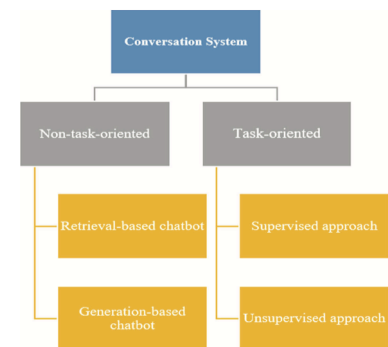 Conversation System
Non-task-oriented
Task-oriented
Retrieval-based chatbot
Supervised approach
Generation-based
chatbot
Unsupervised approach